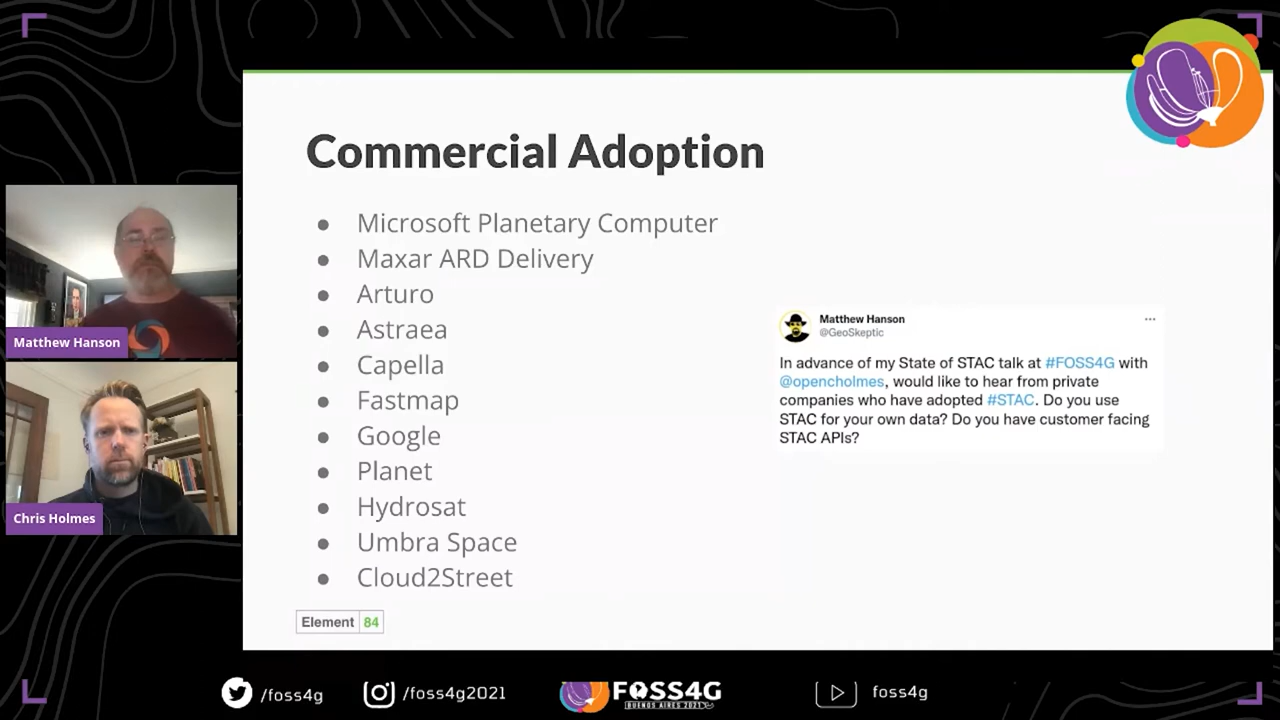 Commercial Adoption
● Microsoft Planetary Computer
● Maxar ARD Delivery
● Arturo
● Astraea
● Capella
● Fastmap
● Google
● Planet
● Hydrosat
● Umbra Space
● Cloud2Street
Matthew Hanson
@GeoSkeptic
In advance of my State of STAC talk at #FOSS4G with
@opencholmes, would like to hear from private
companies who have adopted #STAC. Do you use
STAC for your own data? Do you have customer facing
STAC APIs?
Element 84
Matthew Hanson
Chris Holmes
/foss4g
/foss4g2021
FOSS4G
BUENOS AIRES 2021
foss4g